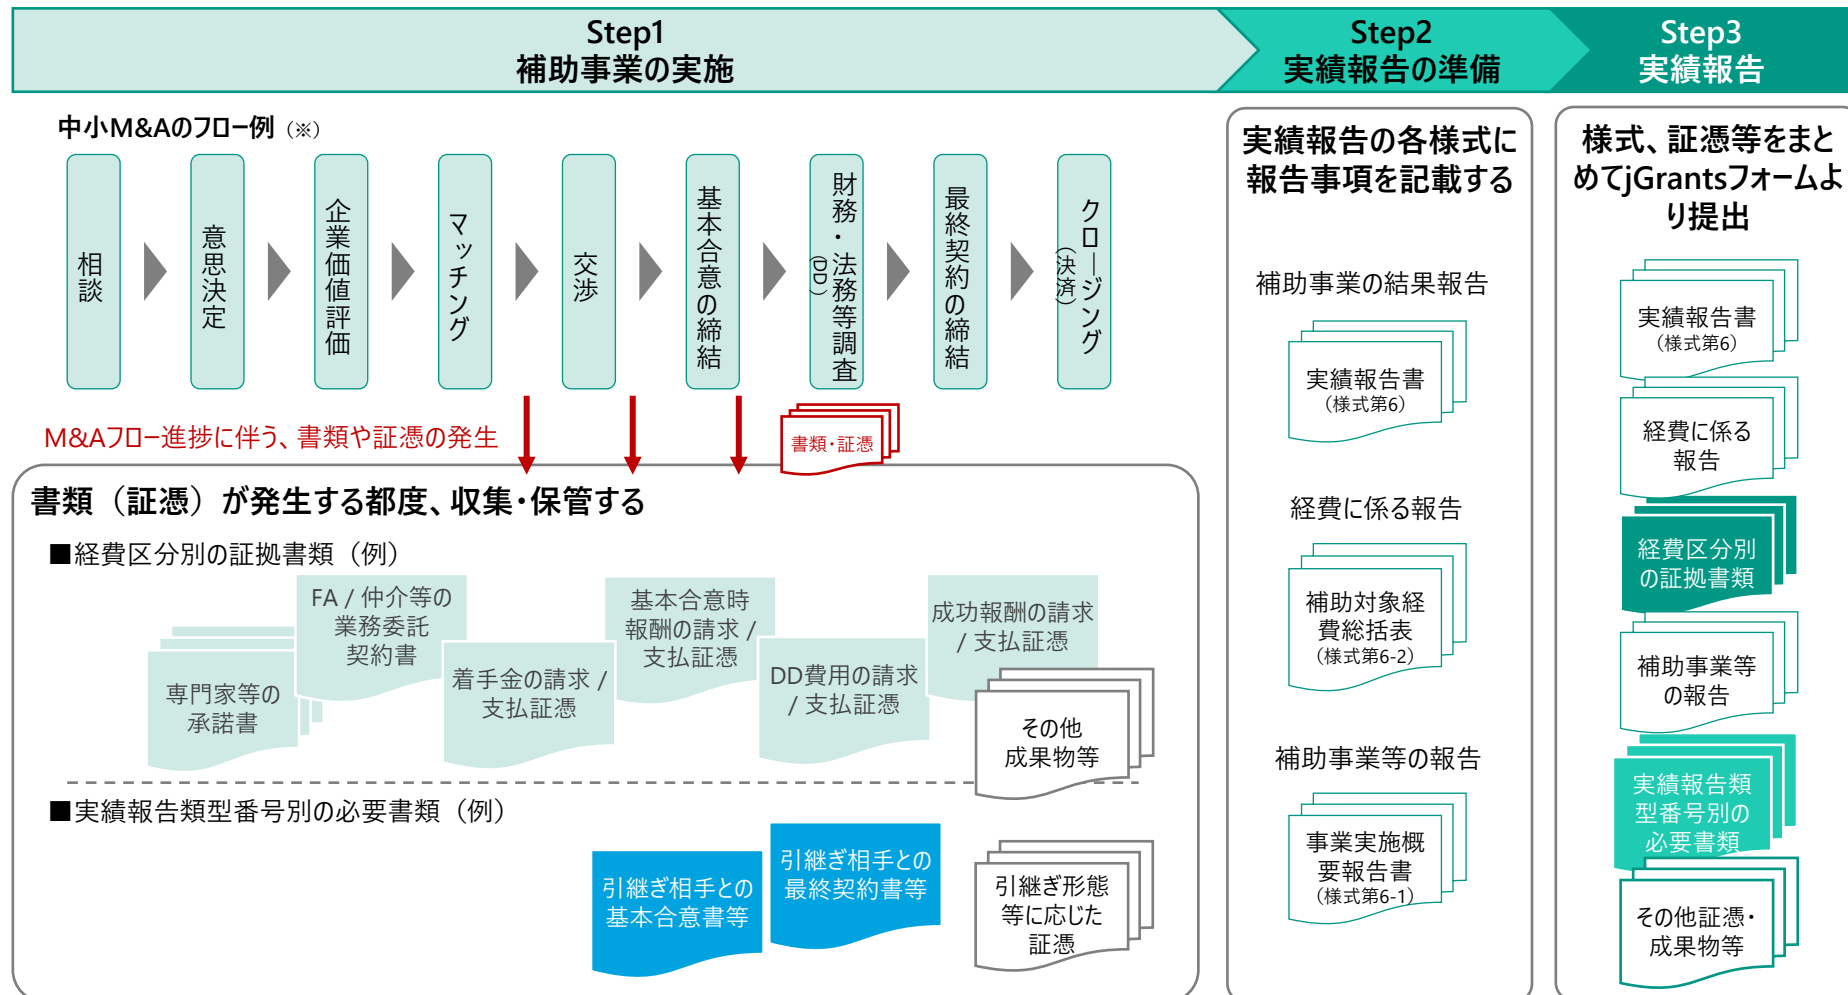 Step1
補助事業の実施
Step2
実績報告の準備
Step3
実績報告
中小M&Aのフロー例（※）
相談
意思決定
企業価値評価
マッチング
交渉
基本合意の締結
財務・法務等調査
(DD)
最終契約の締結
クロージング
(決済)
M&Aフロー進捗に伴う、書類や証憑の発生
書類・証憑
書類（証憑）が発生する都度、収集・保管する
■経費区分別の証拠書類（例）
専門家等の
承諾書
FA / 仲介等の
業務委託
契約書
着手金の請求 /
支払証憑
基本合意時
報酬の請求 /
支払証憑
DD費用の請求
/ 支払証憑
成功報酬の請求
/ 支払証憑
その他
成果物等
■実績報告類型番号別の必要書類（例）
引継ぎ相手との
基本合意書等
引継ぎ相手との
最終契約書等
引継ぎ形態
等に応じた
証憑
実績報告の各様式に
報告事項を記載する
補助事業の結果報告
実績報告書
(様式第6)
経費に係る報告
補助対象経
費総括表
(様式第6-2)
補助事業等の報告
事業実施概
要報告書
(様式第6-1)
様式、証憑等をまと
めてjGrantsフォームよ
り提出
実績報告書
(様式第6)
経費に係る
報告
経費区分別
の証拠書類
補助事業等
の報告
実績報告類
型番号別の
必要書類
その他証憑・
成果物等